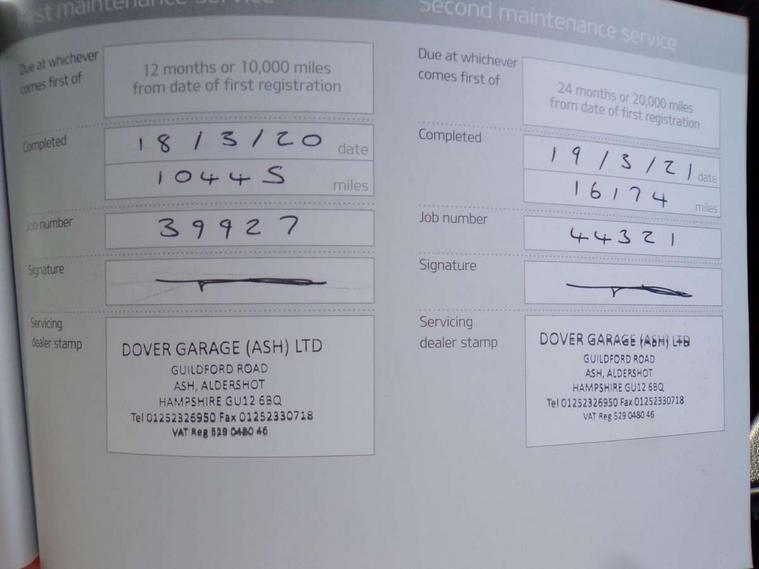 First maintenance service
Due at whichever
comes first of
12 months or 10,000 miles
from date of first registration
Completed
18/3/20 date
10445 miles
Job number
39927
Signature
Servicing
dealer stamp
DOVER GARAGE (ASH) LTD
GUILDFORD ROAD
ASH, ALDERSHOT
HAMPSHIRE GU12 6BQ
Tel 01252326950 Fax 01252330718
VAT Reg 529 0480 46
Second maintenance service
Due at whichever
comes first of
24 months or 20,000 miles
from date of first registration
Completed
19/3/21 date
16174 miles
Job number
44321
Signature
Servicing
dealer stamp
DOVER GARAGE (ASH) LTD
GUILDFORD ROAD
ASH, ALDERSHOT
HAMPSHIRE GU12 6BQ
Tel 01252326950 Fax 01252330718
VAT Reg 529 0480 46